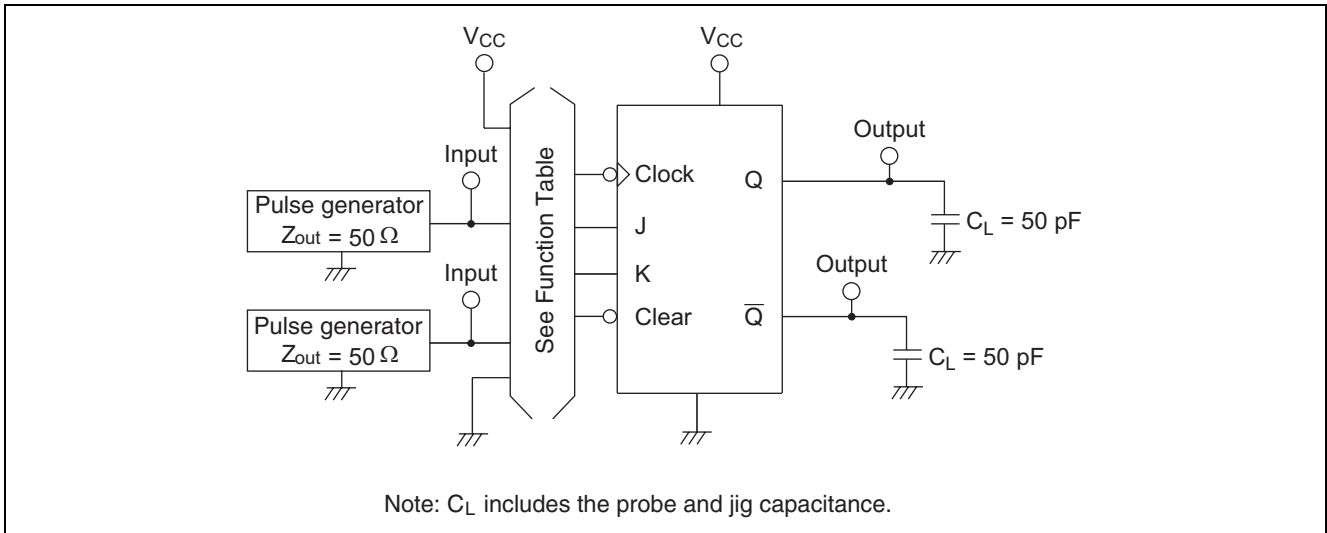 VCC
VCC
Output
Input
See Function Table
Clock
Q
Pulse generator
Zout = 50 Ω
J
CL = 50 pF
Input
K
Output
Pulse generator
Zout = 50 Ω
Clear
Q̅
CL = 50 pF
Note: CL includes the probe and jig capacitance.